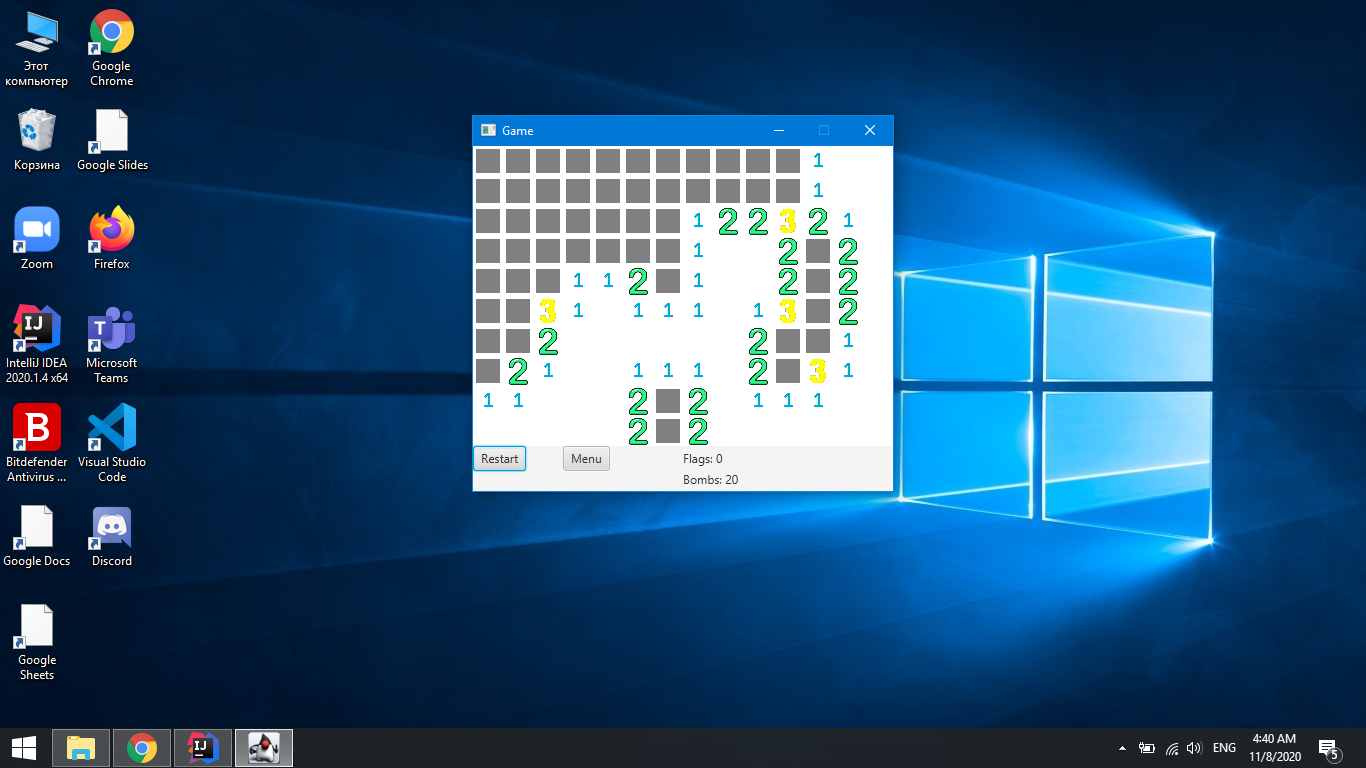 Этот
компьютер
Google
Chrome
Корзина
Google Slides
Zoom
Firefox
IntelliJ IDEA
2020.1.4 x64
Microsoft
Teams
Bitdefender
Antivirus ...
Visual Studio
Code
Google Docs
Discord
Google
Sheets
Game
1
1
1 2 2 3 2 1
1 2 2
1 1 2 1 2 2
3 1 1 1 1 1 3 2
2 2 1
2 1 1 1 1 2 3 1
1 1 2 2 1 1 1
2 2
Restart Menu Flags: 0
Bombs: 20
ENG
4:40 AM
11/8/2020
5